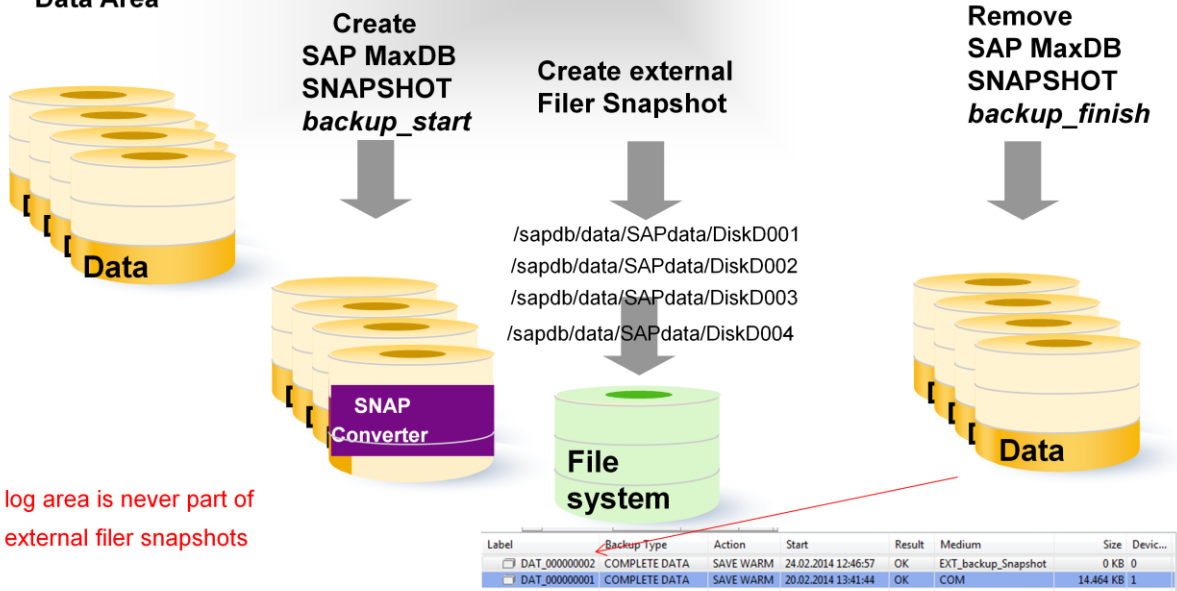 Data Area
Create
SAP MaxDB
SNAPSHOT
backup_start
Create external
Filer Snapshot
Remove
SAP MaxDB
SNAPSHOT
backup_finish
Data
/sapdb/data/SAPdata/DiskD001
/sapdb/data/SAPdata/DiskD002
/sapdb/data/SAPdata/DiskD003
/sapdb/data/SAPdata/DiskD004
SNAP
Converter
File
system
Data
log area is never part of
external filer snapshots
Label Backup Type Action Start Result Medium Size Devic...
DAT_000000002 COMPLETE DATA SAVE WARM 24.02.2014 12:46:57 OK EXT_backup_Snapshot 0 KB 0
DAT_000000001 COMPLETE DATA SAVE WARM 20.02.2014 13:41:44 OK COM 14.464 KB 1